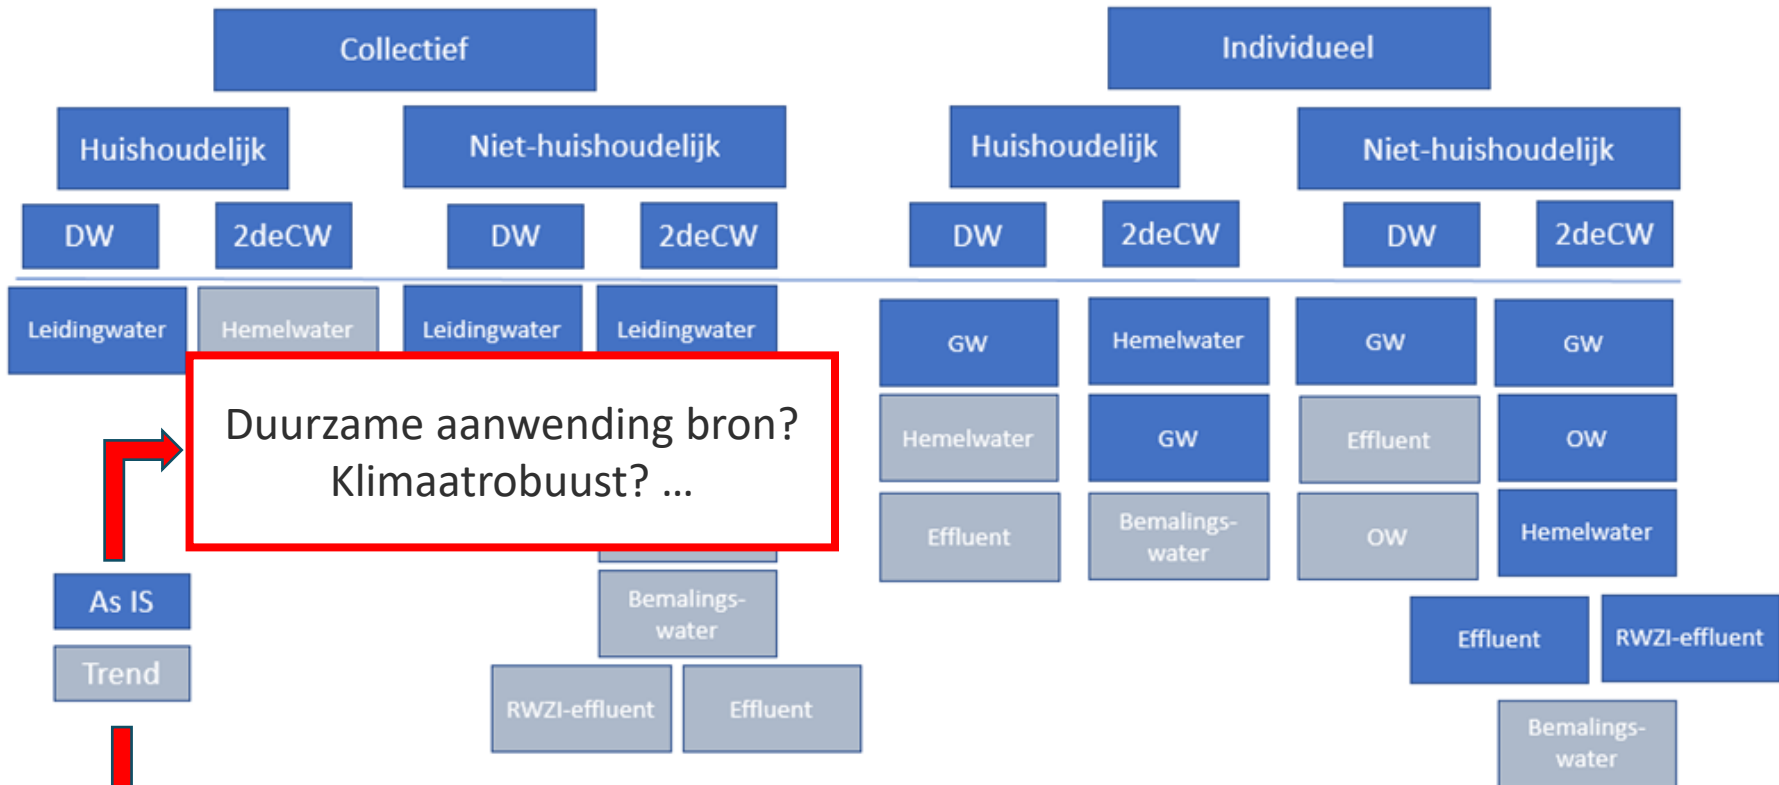 Collectief
Individueel
Huishoudelijk
Niet-huishoudelijk
Huishoudelijk
Niet-huishoudelijk
DW
2deCW
DW
2deCW
DW
2deCW
DW
2deCW
Leidingwater
Hemelwater
Leidingwater
Leidingwater
GW
Hemelwater
GW
GW
Duurzame aanwending bron?
Klimaatrobuust? ...
Hemelwater
GW
Effluent
OW
Effluent
Bemalings-
water
OW
Hemelwater
As IS
Trend
Bemalings-
water
RWZI-effluent
Effluent
Effluent
RWZI-effluent
Bemalings-
water